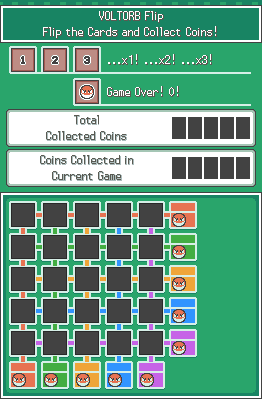 VOLTORB Flip
Flip the Cards and Collect Coins!
1 2 3 ...x1! ...x2! ...x3!
Game Over! 0!
Total
Collected Coins
Coins Collected in
Current Game